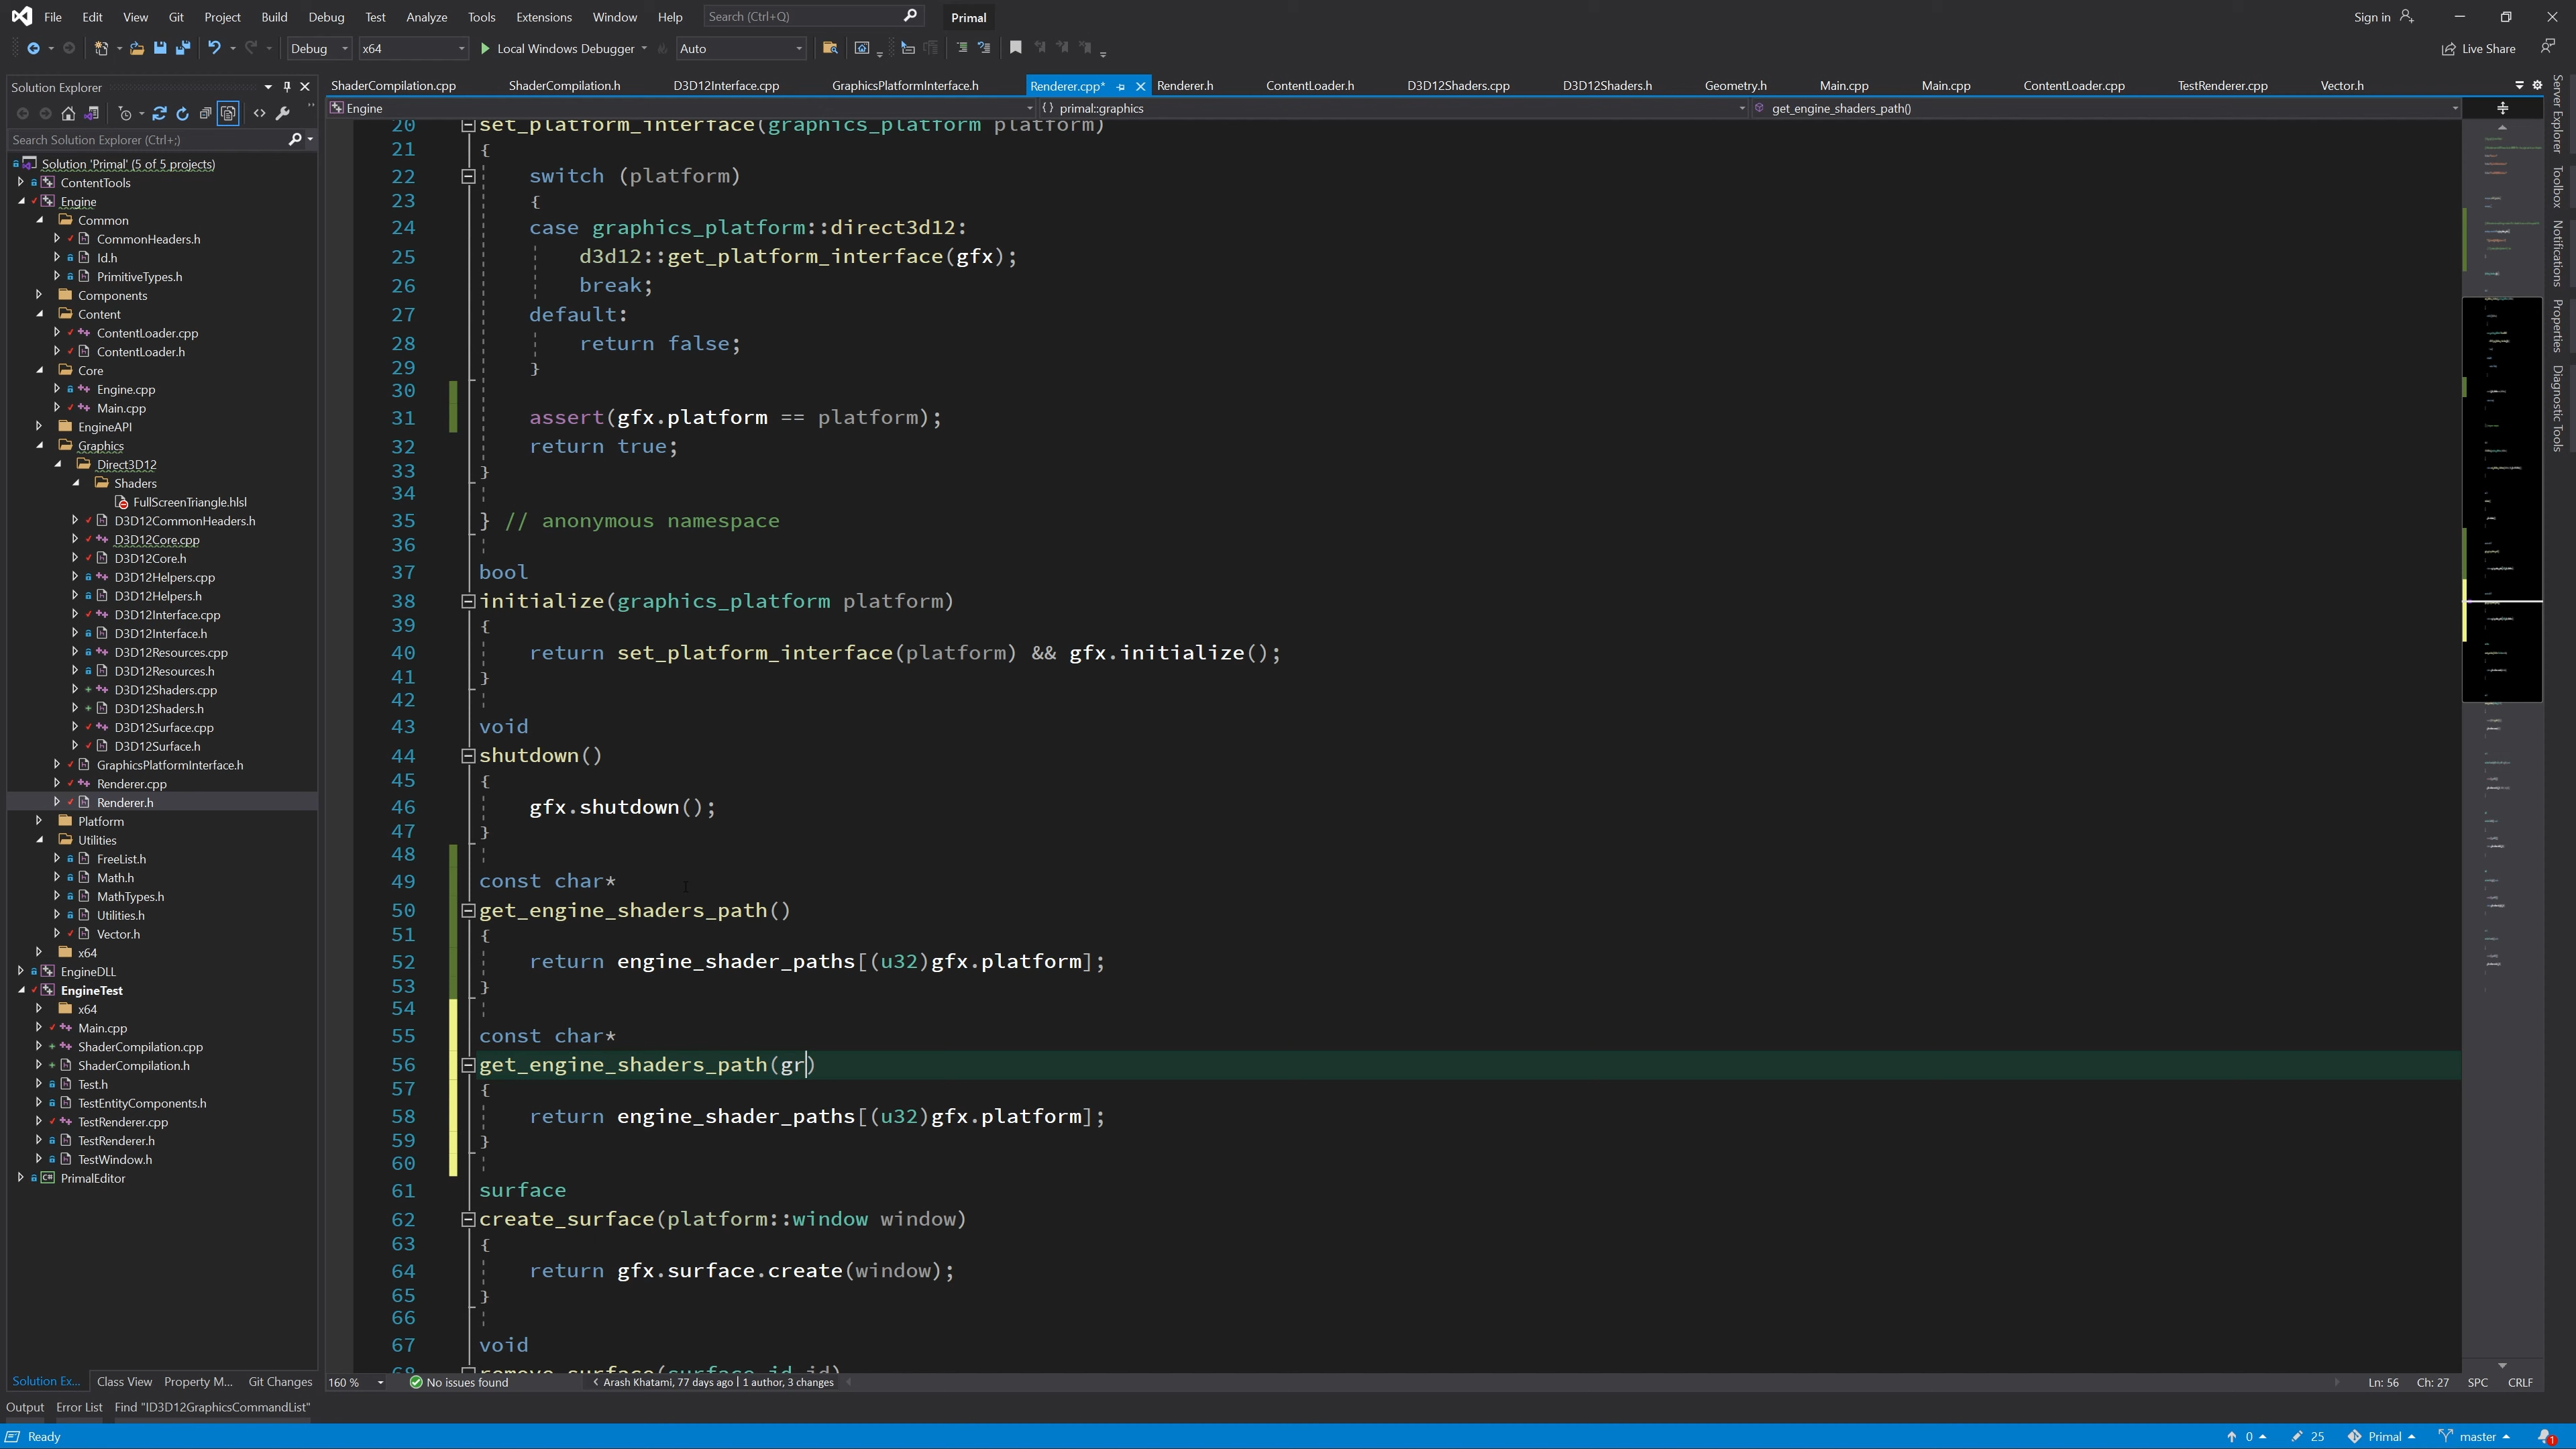 File Edit View Git Project Build Debug Test Analyze Tools Extensions Window Help Search (Ctrl+Q) Primal Sign in
Debug x64 Local Windows Debugger Auto Live Share
Solution Explorer
Search Solution Explorer (Ctrl+;)
Solution 'Primal' (5 of 5 projects)
ContentTools
Engine
Common
CommonHeaders.h
Id.h
PrimitiveTypes.h
Components
Content
ContentLoader.cpp
ContentLoader.h
Core
Engine.cpp
Main.cpp
EngineAPI
Graphics
Direct3D12
Shaders
FullScreenTriangle.hlsl
D3D12CommonHeaders.h
D3D12Core.cpp
D3D12Core.h
D3D12Helpers.cpp
D3D12Helpers.h
D3D12Interface.cpp
D3D12Interface.h
D3D12Resources.cpp
D3D12Resources.h
D3D12Shaders.cpp
D3D12Shaders.h
D3D12Surface.cpp
D3D12Surface.h
GraphicsPlatformInterface.h
Renderer.cpp
Renderer.h
Platform
Utilities
FreeList.h
Math.h
MathTypes.h
Utilities.h
Vector.h
x64
EngineDLL
EngineTest
x64
Main.cpp
ShaderCompilation.cpp
ShaderCompilation.h
Test.h
TestEntityComponents.h
TestRenderer.cpp
TestRenderer.h
TestWindow.h
PrimalEditor
Solution Ex... Class View Property M... Git Changes
ShaderCompilation.cpp ShaderCompilation.h D3D12Interface.cpp GraphicsPlatformInterface.h Renderer.cpp* Renderer.h ContentLoader.h D3D12Shaders.cpp D3D12Shaders.h Geometry.h Main.cpp Main.cpp ContentLoader.cpp TestRenderer.cpp Vector.h
Engine {} primal::graphics get_engine_shaders_path()
20 set_platform_interface(graphics_platform platform)
21 {
22 switch (platform)
23 {
24 case graphics_platform::direct3d12:
25 d3d12::get_platform_interface(gfx);
26 break;
27 default:
28 return false;
29 }
30
31 assert(gfx.platform == platform);
32 return true;
33 }
34
35 } // anonymous namespace
36
37 bool
38 initialize(graphics_platform platform)
39 {
40 return set_platform_interface(platform) && gfx.initialize();
41 }
42
43 void
44 shutdown()
45 {
46 gfx.shutdown();
47 }
48
49 const char*
50 get_engine_shaders_path()
51 {
52 return engine_shader_paths[(u32)gfx.platform];
53 }
54
55 const char*
56 get_engine_shaders_path(gr)
57 {
58 return engine_shader_paths[(u32)gfx.platform];
59 }
60
61 surface
62 create_surface(platform::window window)
63 {
64 return gfx.surface.create(window);
65 }
66
67 void
68 remove_surface(surface_id id)
160 % No issues found < Arash Khatami, 77 days ago | 1 author, 3 changes Ln: 56 Ch: 27 SPC CRLF
Server Explorer
Toolbox
Notifications
Properties
Diagnostic Tools
Output Error List Find "ID3D12GraphicsCommandList"
Ready 0 25 Primal master 1